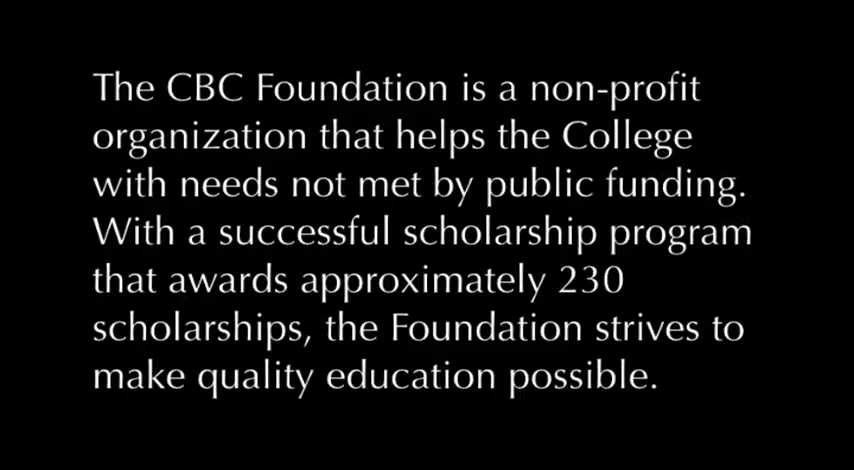 The CBC Foundation is a non-profit
organization that helps the College
with needs not met by public funding.
With a successful scholarship program
that awards approximately 230
scholarships, the Foundation strives to
make quality education possible.